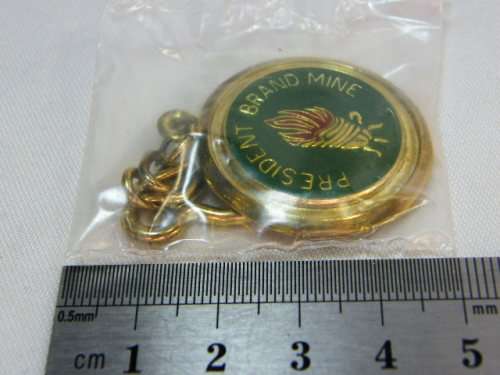 PRESIDENT BRAND MINE
0.5mm
mm
cm 1 2 3 4 5